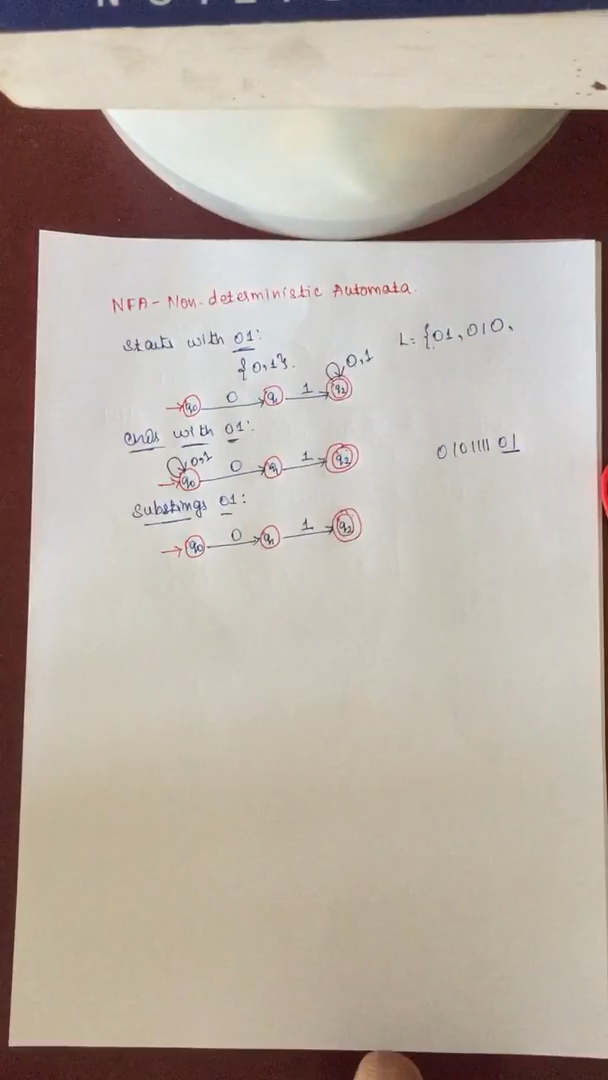 NFA - Non-deterministic Automata.
starts with 01:
L = {01, 010,
{0,1}.
0,1
q0 0 q1 1 q2
ends with 01:
0,1
0101111 01
q0 0 q1 1 q2
Substrings 01:
q0 0 q1 1 q2